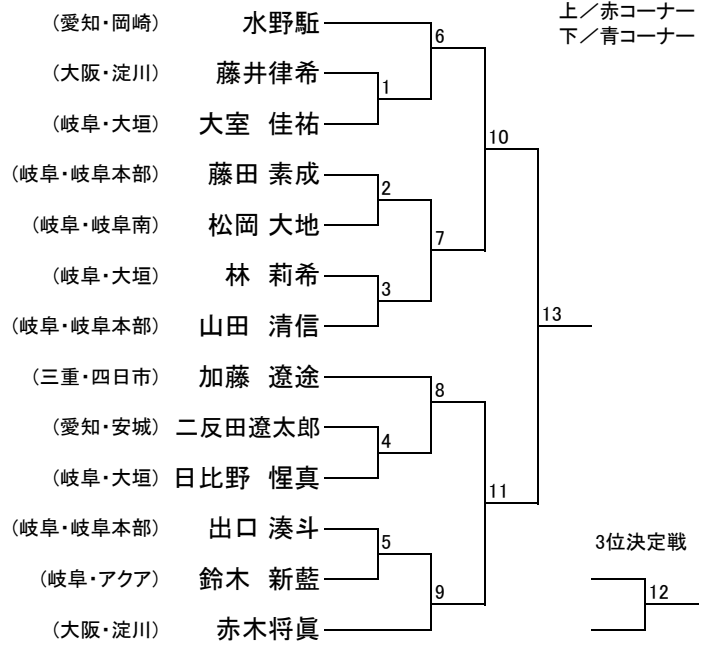 上／赤コーナー
下／青コーナー
(愛知・岡崎) 水野駈
6
(大阪・淀川) 藤井律希
1
(岐阜・大垣) 大室 佳祐
10
(岐阜・岐阜本部) 藤田 素成
2
(岐阜・岐阜南) 松岡 大地
7
(岐阜・大垣) 林 莉希
3
(岐阜・岐阜本部) 山田 清信
13
(三重・四日市) 加藤 遼途
8
(愛知・安城) 二反田遼太郎
4
(岐阜・大垣) 日比野 惺真
11
(岐阜・岐阜本部) 出口 湊斗
5
3位決定戦
(岐阜・アクア) 鈴木 新藍
9
12
(大阪・淀川) 赤木将眞